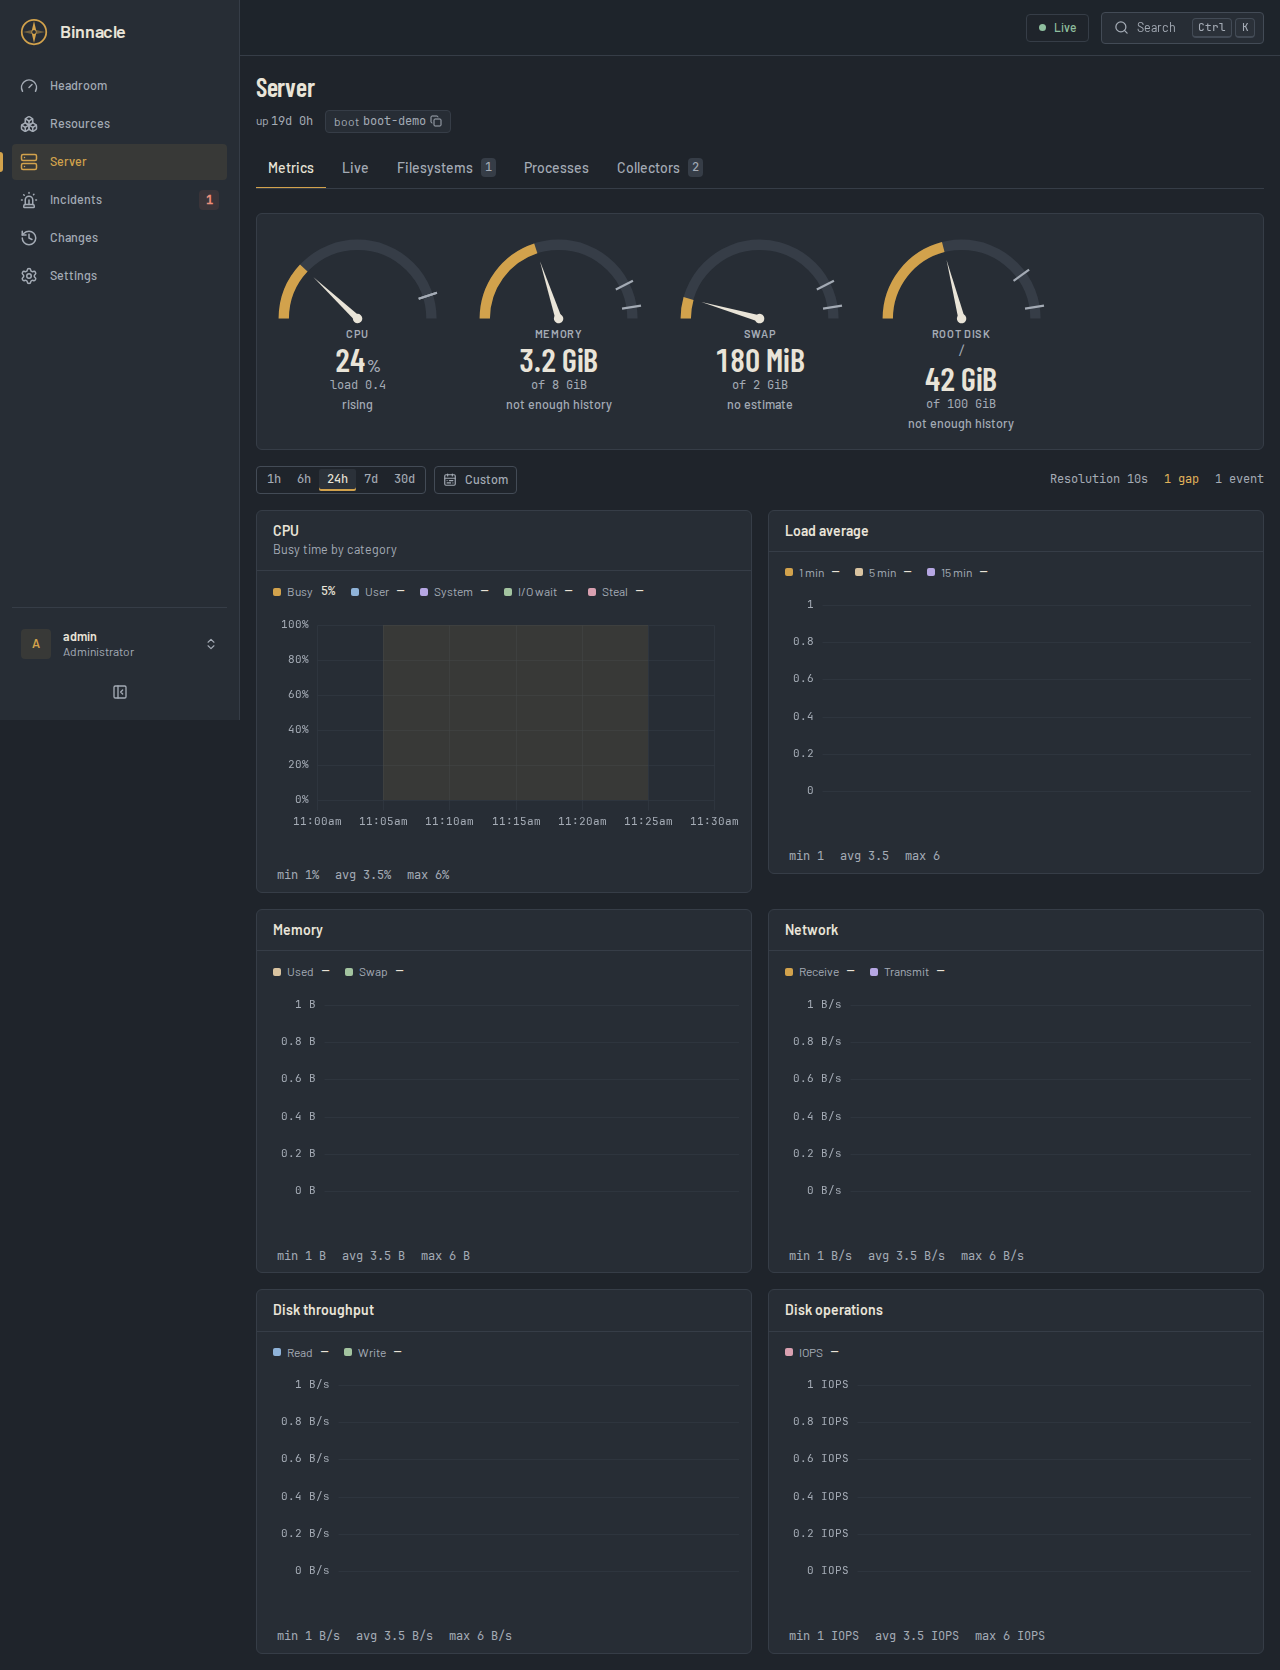 Binnacle
Live
Search Ctrl K
Headroom
Resources
Server
Incidents 1
Changes
Settings
A admin
Administrator
Server
up 19d 0h boot boot-demo
Metrics Live Filesystems 1 Processes Collectors 2
CPU
24%
load 0.4
rising
MEMORY
3.2 GiB
of 8 GiB
not enough history
SWAP
180 MiB
of 2 GiB
no estimate
ROOT DISK
/
42 GiB
of 100 GiB
not enough history
1h 6h 24h 7d 30d Custom
Resolution 10s 1 gap 1 event
CPU
Busy time by category
Busy 5% User — System — I/O wait — Steal —
100%
80%
60%
40%
20%
0%
11:00am 11:05am 11:10am 11:15am 11:20am 11:25am 11:30am
min 1% avg 3.5% max 6%
Load average
1 min — 5 min — 15 min —
1
0.8
0.6
0.4
0.2
0
min 1 avg 3.5 max 6
Memory
Used — Swap —
1 B
0.8 B
0.6 B
0.4 B
0.2 B
0 B
min 1 B avg 3.5 B max 6 B
Network
Receive — Transmit —
1 B/s
0.8 B/s
0.6 B/s
0.4 B/s
0.2 B/s
0 B/s
min 1 B/s avg 3.5 B/s max 6 B/s
Disk throughput
Read — Write —
1 B/s
0.8 B/s
0.6 B/s
0.4 B/s
0.2 B/s
0 B/s
min 1 B/s avg 3.5 B/s max 6 B/s
Disk operations
IOPS —
1 IOPS
0.8 IOPS
0.6 IOPS
0.4 IOPS
0.2 IOPS
0 IOPS
min 1 IOPS avg 3.5 IOPS max 6 IOPS